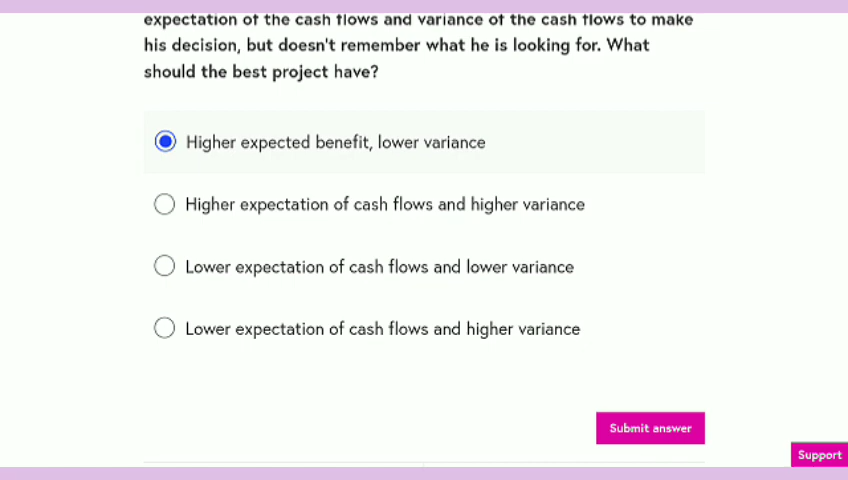 expectation of the cash flows and variance of the cash flows to make
his decision, but doesn't remember what he is looking for. What
should the best project have?
Higher expected benefit, lower variance
Higher expectation of cash flows and higher variance
Lower expectation of cash flows and lower variance
Lower expectation of cash flows and higher variance
Submit answer
Support